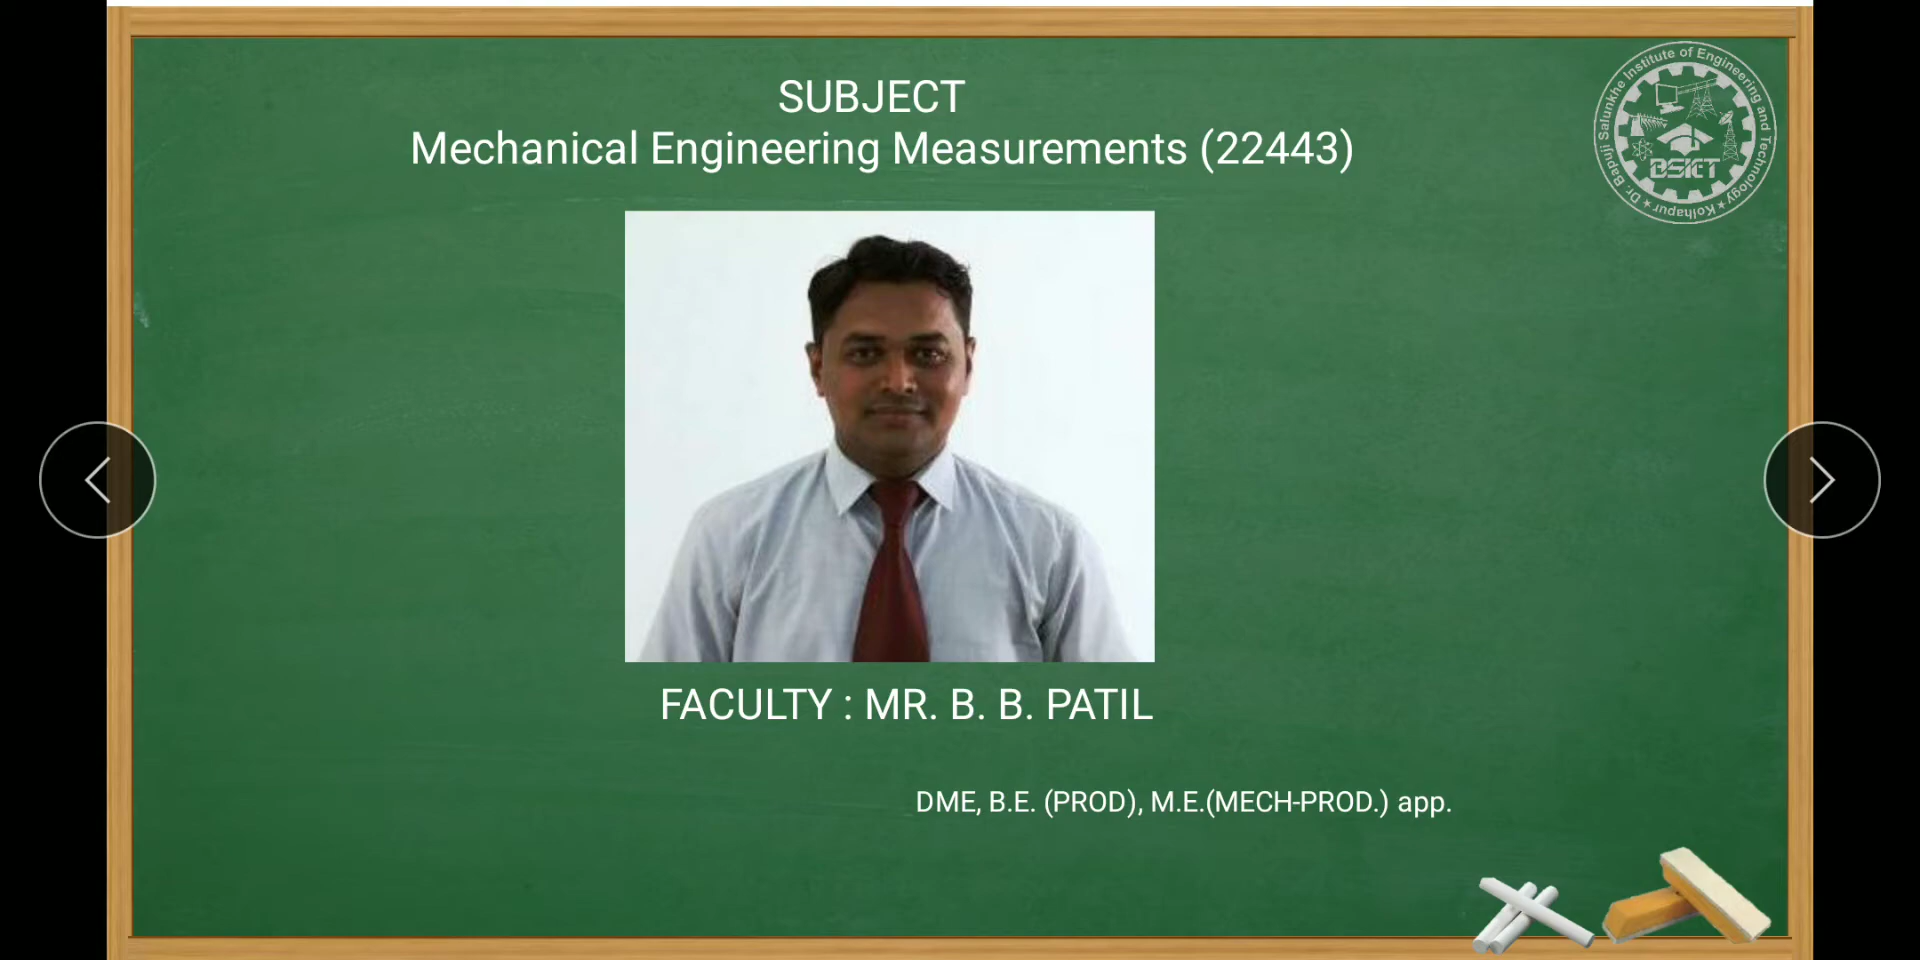 SUBJECT
Mechanical Engineering Measurements (22443)
Dr. Bapuji Salunkhe Institute of Engineering and Technology
★ Kolhapur ★
BSIET
FACULTY : MR. B. B. PATIL
DME, B.E. (PROD), M.E.(MECH-PROD.) app.